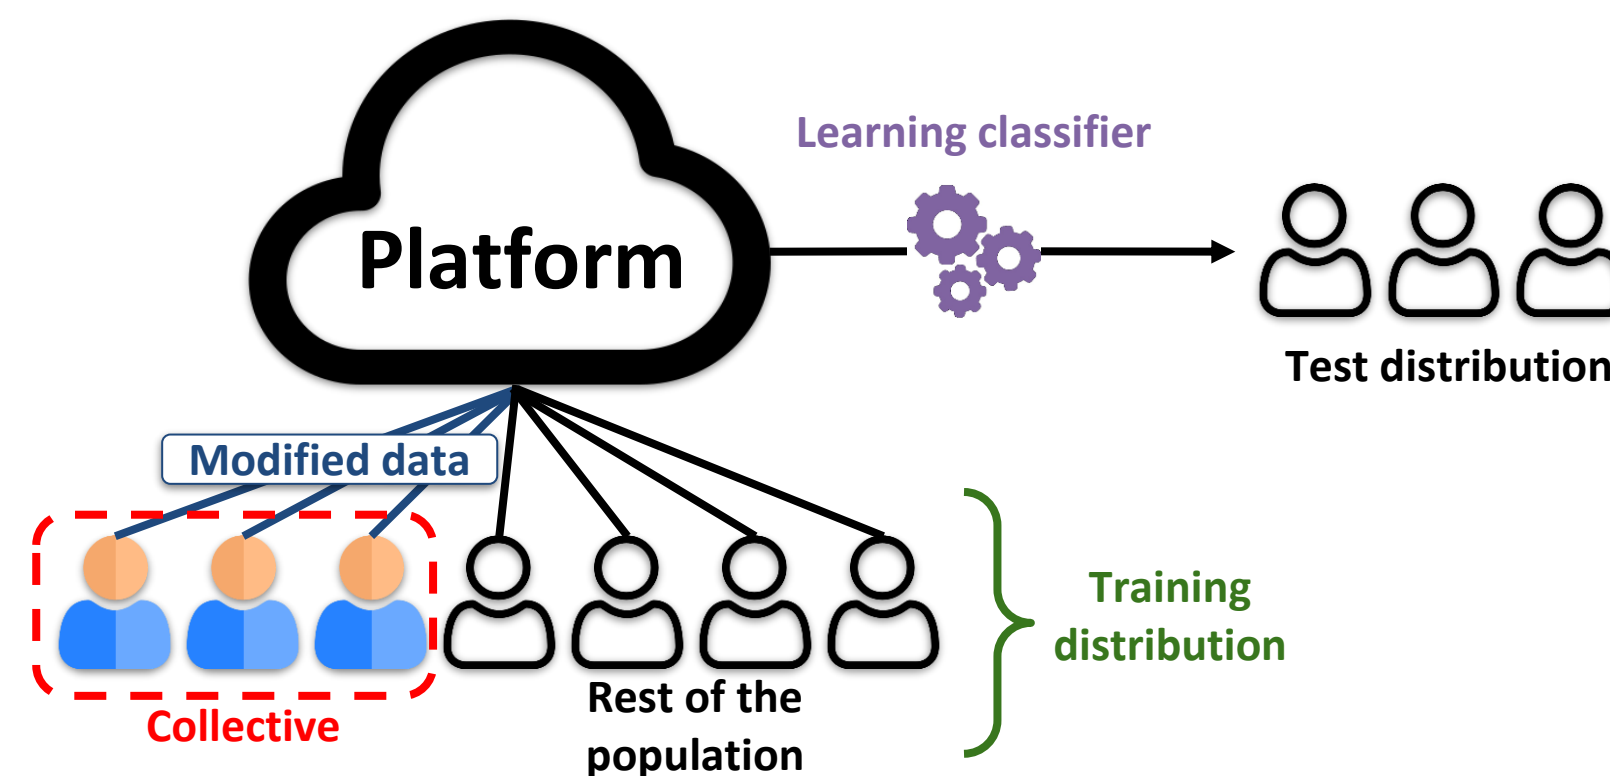 Learning classifier
Platform
Test distribution
Modified data
Training
distribution
Collective
Rest of the
population